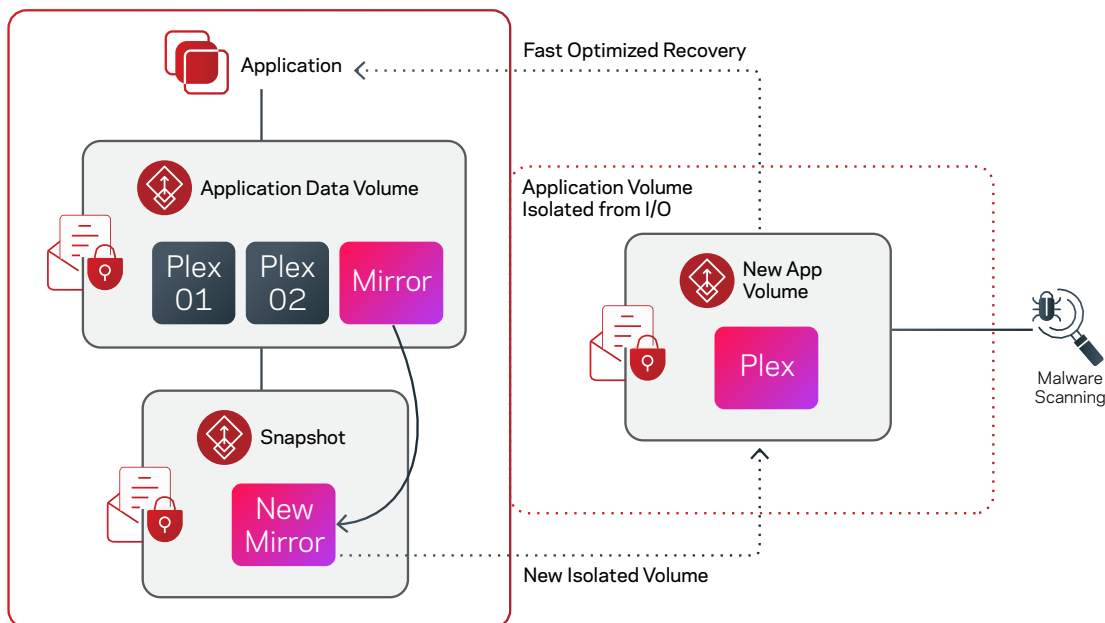 Application
Fast Optimized Recovery
Application Data Volume
Plex
01
Plex
02
Mirror
Snapshot
New
Mirror
Application Volume
Isolated from I/O
New App
Volume
Plex
Malware
Scanning
New Isolated Volume